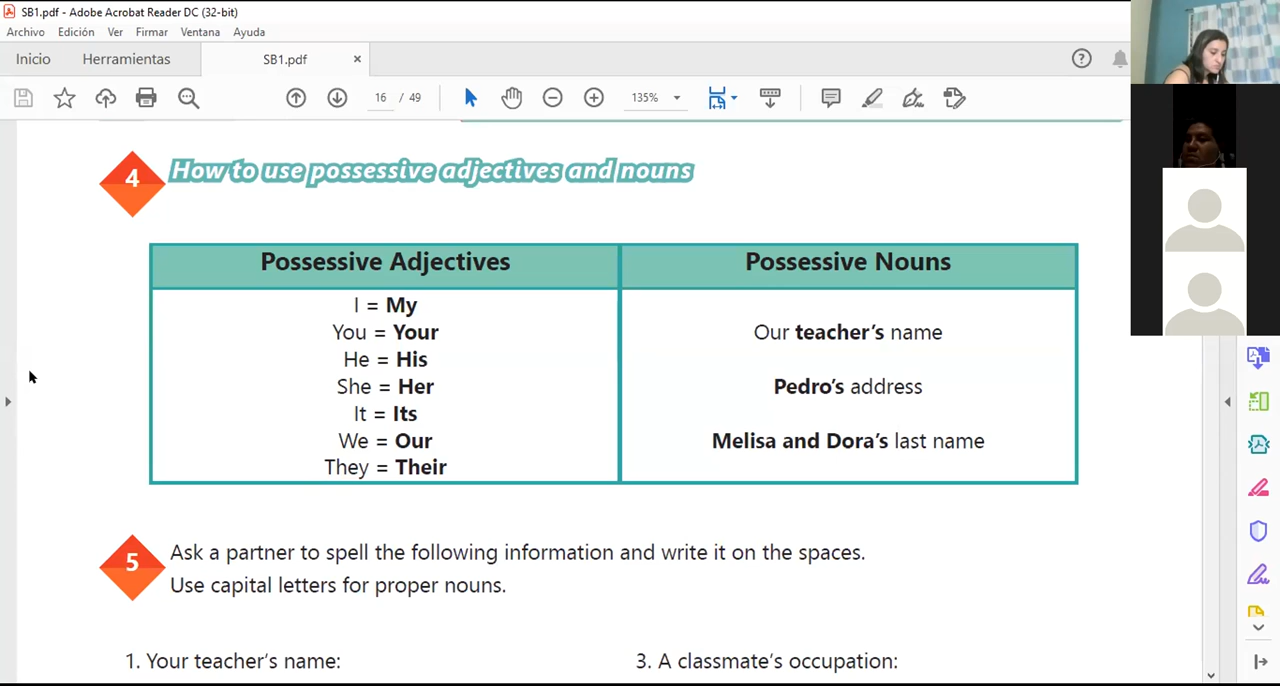 SB1.pdf - Adobe Acrobat Reader DC (32-bit)
Archivo Edición Ver Firmar Ventana Ayuda
Inicio Herramientas SB1.pdf ×
16 / 49 135%
4 How to use possessive adjectives and nouns
Possessive Adjectives Possessive Nouns
I = My
You = Your Our teacher's name
He = His
She = Her Pedro's address
It = Its
We = Our Melisa and Dora's last name
They = Their
5 Ask a partner to spell the following information and write it on the spaces.
Use capital letters for proper nouns.
1. Your teacher's name: 3. A classmate's occupation: